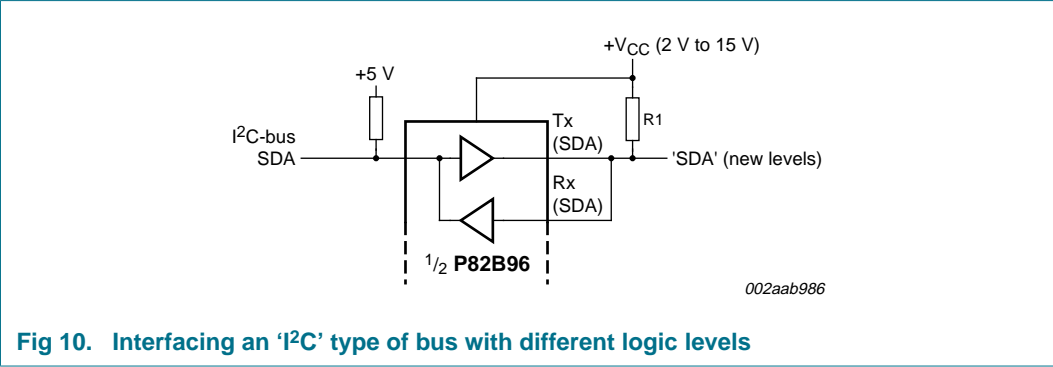 +VCC (2 V to 15 V)
+5 V
R1
Tx
(SDA)
I2C-bus
SDA
'SDA' (new levels)
Rx
(SDA)
1/2 P82B96
002aab986
Fig 10. Interfacing an ‘I2C’ type of bus with different logic levels